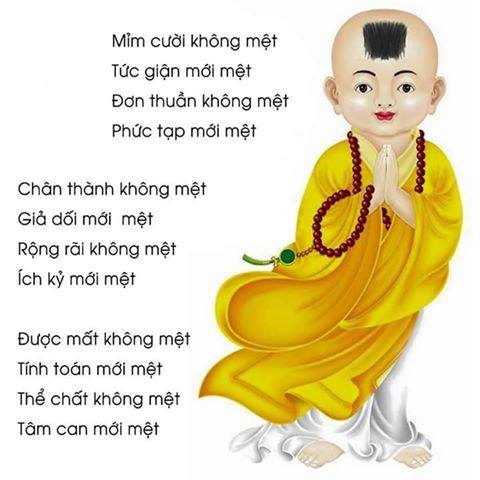 Mỉm cười không mệt
Tức giận mới mệt
Đơn thuần không mệt
Phức tạp mới mệt
Chân thành không mệt
Giả dối mới mệt
Rộng rãi không mệt
Ích kỷ mới mệt
Được mất không mệt
Tính toán mới mệt
Thể chất không mệt
Tâm can mới mệt